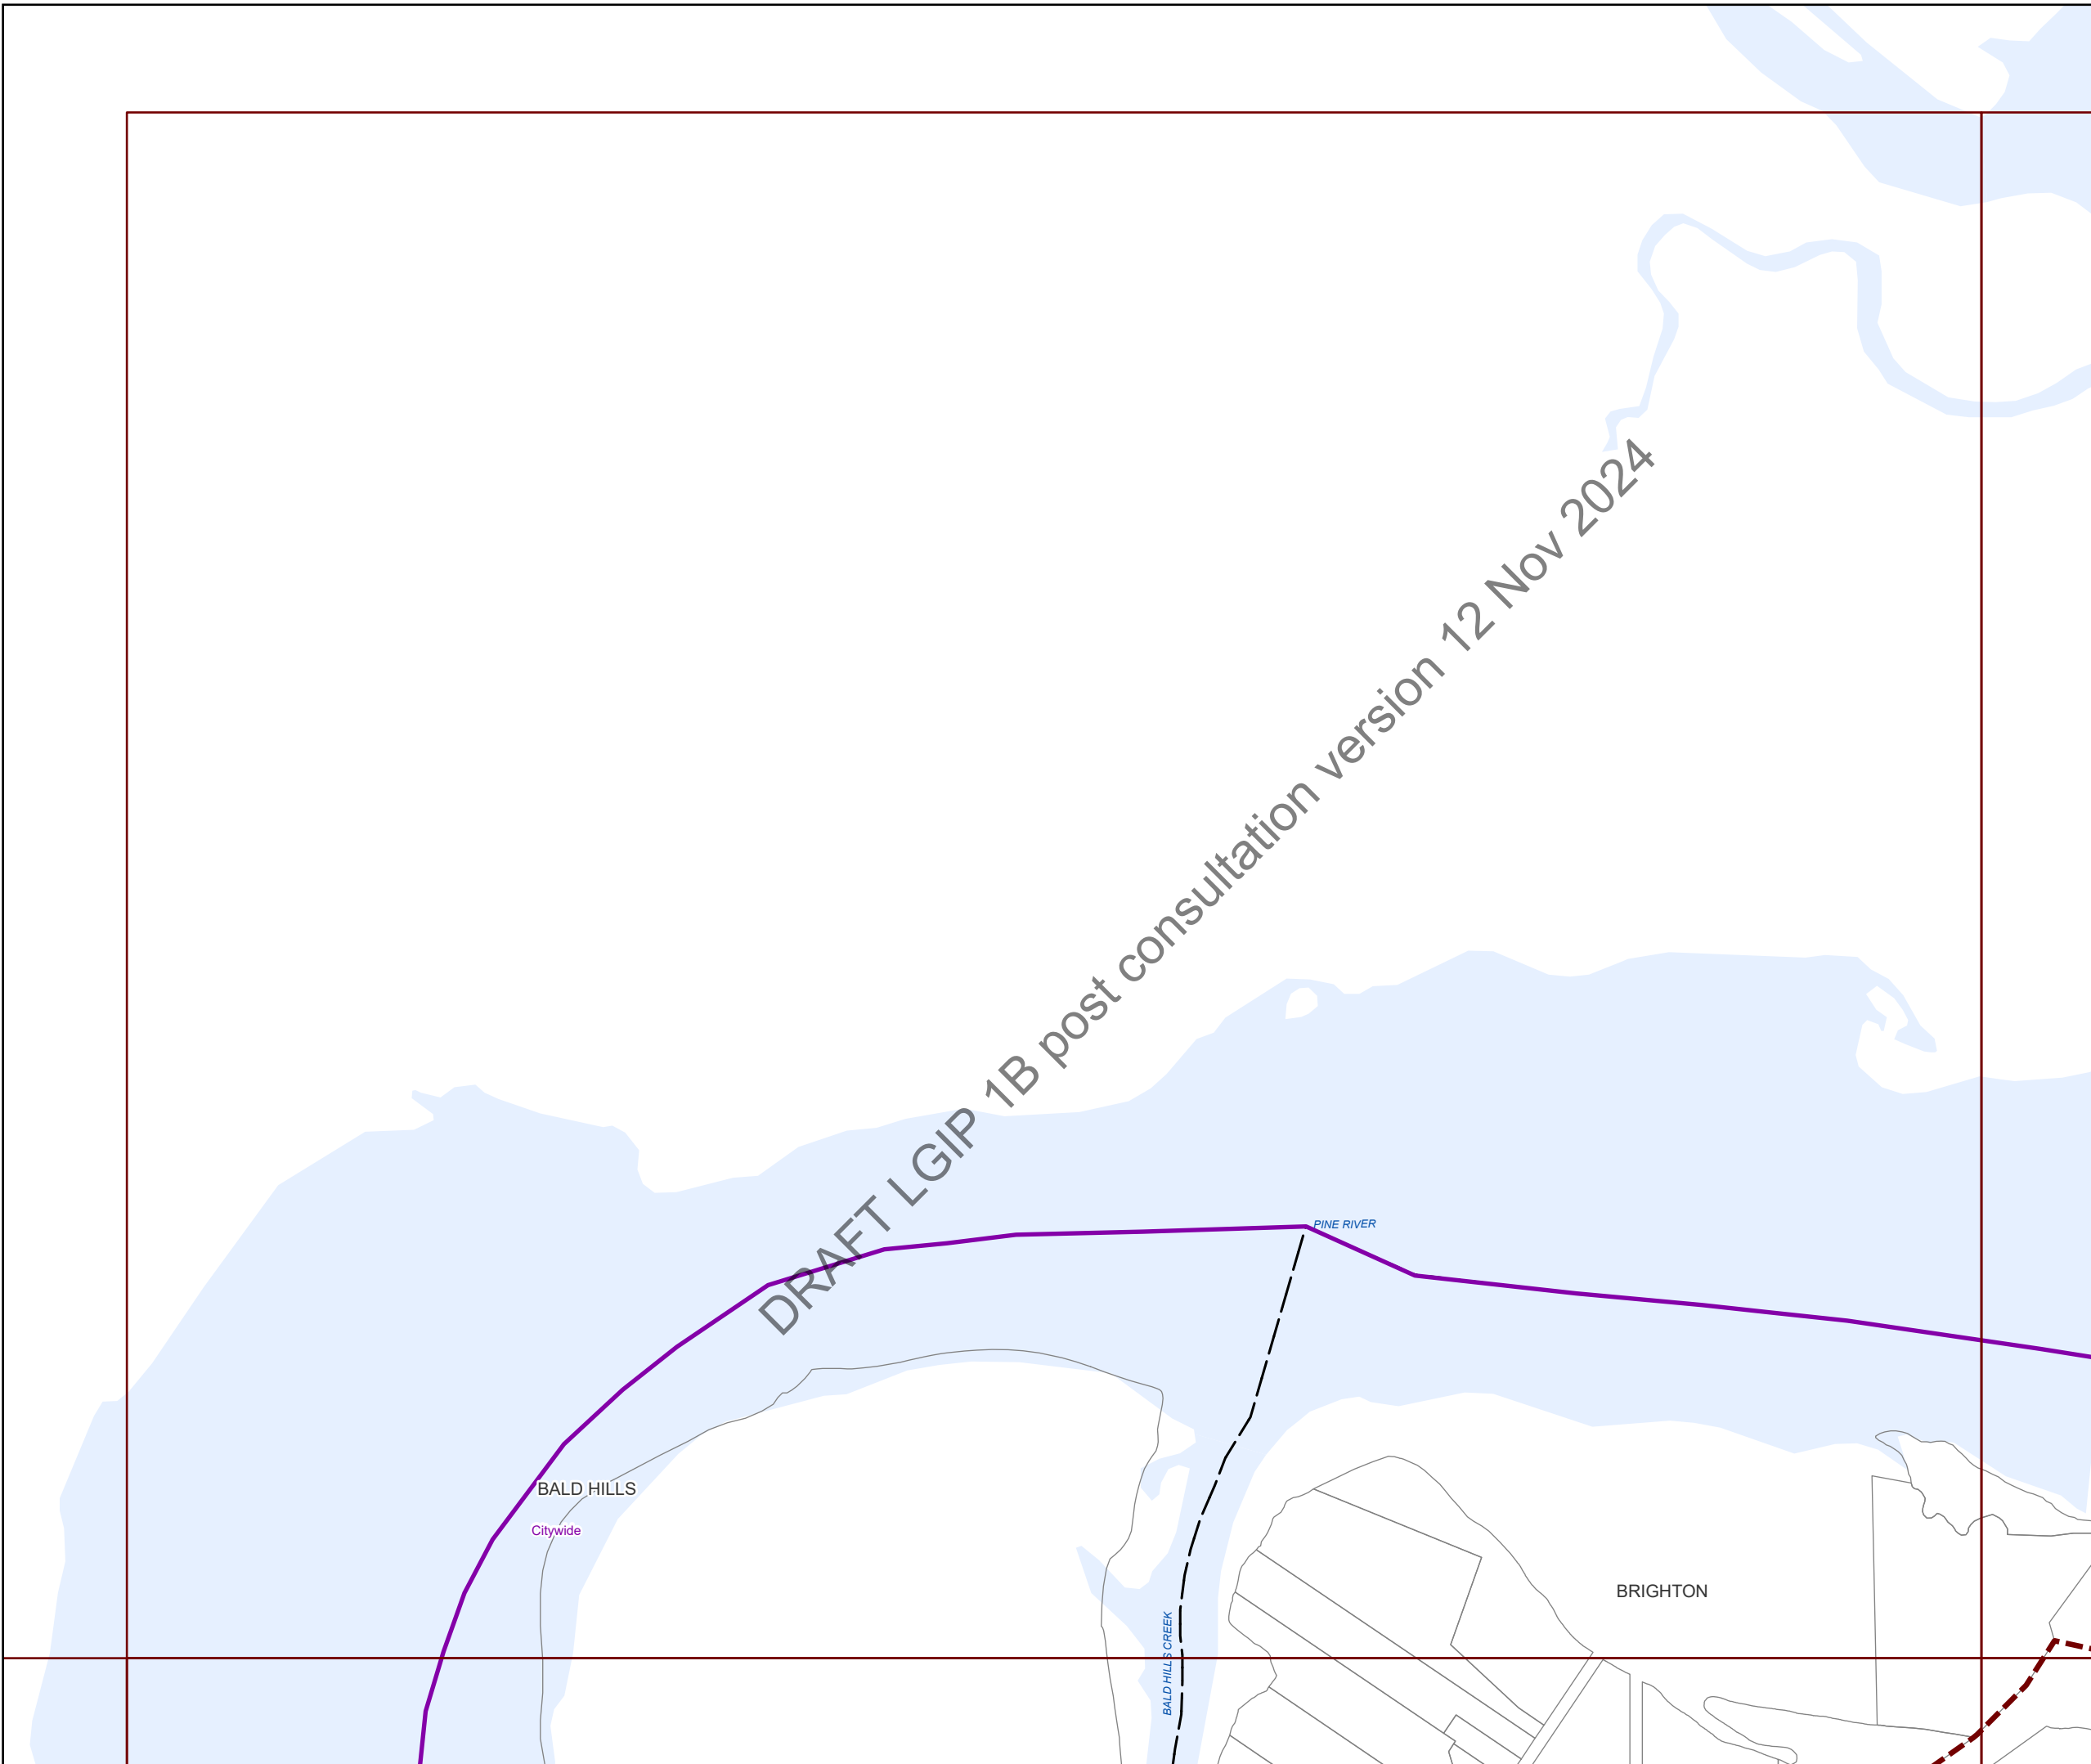 DRAFT LGIP 1B post consultation version 12 Nov 2024
PINE RIVER
BALD HILLS
Citywide
BRIGHTON
BALD HILLS CREEK